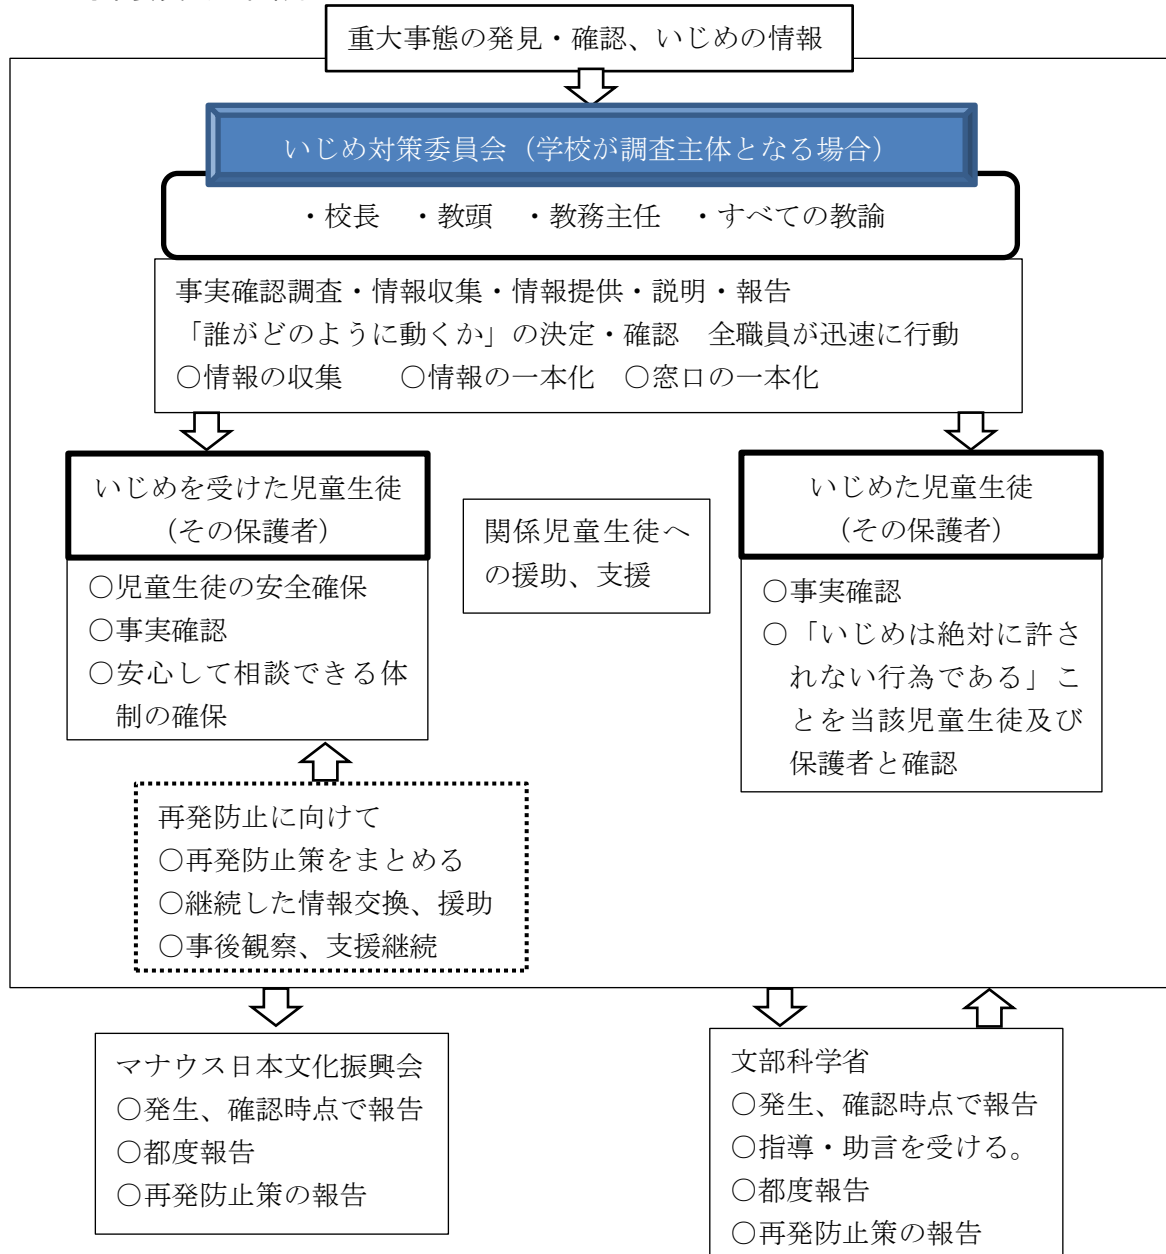 重大事態の発見・確認、いじめの情報
いじめ対策委員会（学校が調査主体となる場合）
・校長　・教頭　・教務主任　・すべての教諭
事実確認調査・情報収集・情報提供・説明・報告
「誰がどのように動くか」の決定・確認　全職員が迅速に行動
○情報の収集　　○情報の一本化　○窓口の一本化
いじめを受けた児童生徒
（その保護者）
○児童生徒の安全確保
○事実確認
○安心して相談できる体
制の確保
関係児童生徒へ
の援助、支援
いじめた児童生徒
（その保護者）
○事実確認
○「いじめは絶対に許さ
れない行為である」こ
とを当該児童生徒及び
保護者と確認
再発防止に向けて
○再発防止策をまとめる
○継続した情報交換、援助
○事後観察、支援継続
マナウス日本文化振興会
○発生、確認時点で報告
○都度報告
○再発防止策の報告
文部科学省
○発生、確認時点で報告
○指導・助言を受ける。
○都度報告
○再発防止策の報告